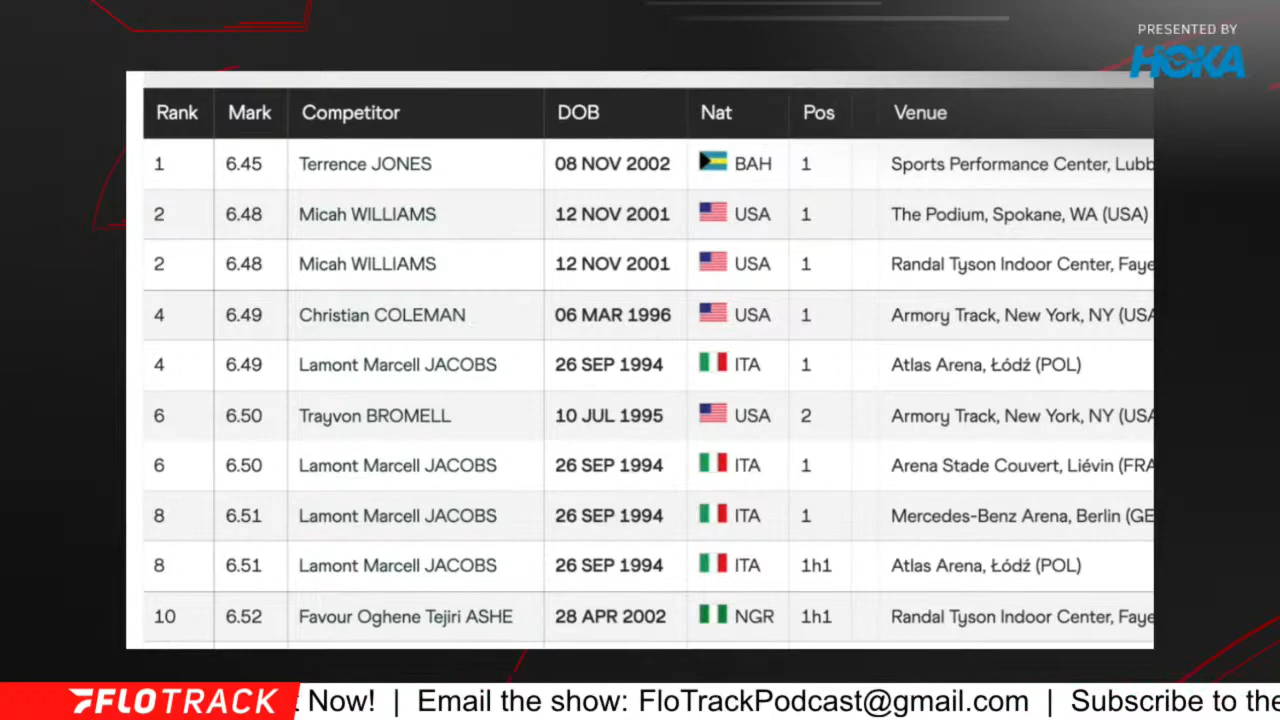 PRESENTED BY
HOKA
Rank Mark Competitor DOB Nat Pos Venue
1 6.45 Terrence JONES 08 NOV 2002 BAH 1 Sports Performance Center, Lubb
2 6.48 Micah WILLIAMS 12 NOV 2001 USA 1 The Podium, Spokane, WA (USA)
2 6.48 Micah WILLIAMS 12 NOV 2001 USA 1 Randal Tyson Indoor Center, Faye
4 6.49 Christian COLEMAN 06 MAR 1996 USA 1 Armory Track, New York, NY (USA
4 6.49 Lamont Marcell JACOBS 26 SEP 1994 ITA 1 Atlas Arena, Łódź (POL)
6 6.50 Trayvon BROMELL 10 JUL 1995 USA 2 Armory Track, New York, NY (USA
6 6.50 Lamont Marcell JACOBS 26 SEP 1994 ITA 1 Arena Stade Couvert, Liévin (FRA
8 6.51 Lamont Marcell JACOBS 26 SEP 1994 ITA 1 Mercedes-Benz Arena, Berlin (GE
8 6.51 Lamont Marcell JACOBS 26 SEP 1994 ITA 1h1 Atlas Arena, Łódź (POL)
10 6.52 Favour Oghene Tejiri ASHE 28 APR 2002 NGR 1h1 Randal Tyson Indoor Center, Faye
FLOTRACK Now! | Email the show: FloTrackPodcast@gmail.com | Subscribe to the